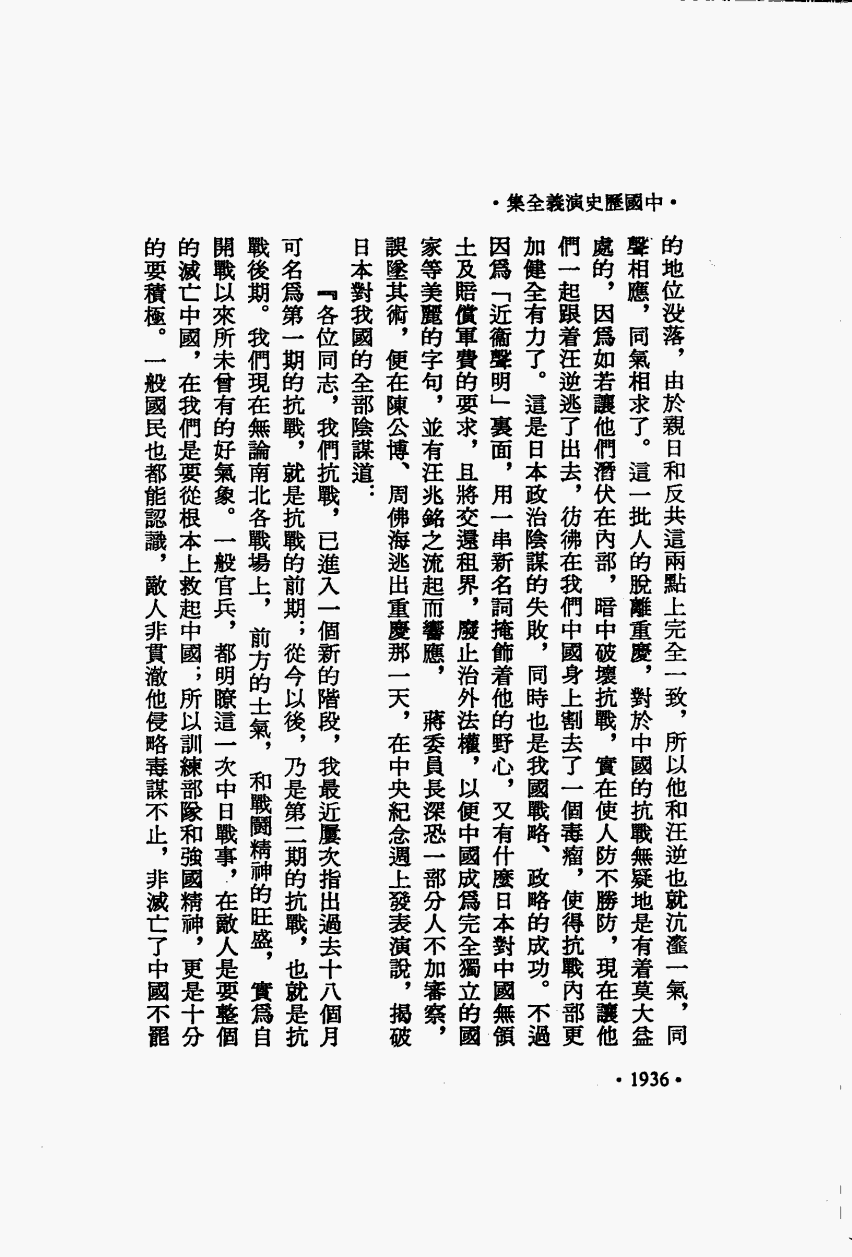 ·中國歷史演義全集·
的地位没落，由於親日和反共這兩點上完全一致，所以他和汪逆也就沆瀣一氣，同
聲相應，同氣相求了。這一批人的脫離重慶，對於中國的抗戰無疑地是有着莫大益
處的，因爲如若讓他們潛伏在內部，暗中破壞抗戰，實在使人防不勝防，現在讓他
們一起跟着汪逆逃了出去，彷彿在我們中國身上割去了一個毒瘤，使得抗戰內部更
加健全有力了。這是日本政治陰謀的失敗，同時也是我國戰略、政略的成功。不過
因爲「近衞聲明」裏面，用一串新名詞掩飾着他的野心，又有什麼日本對中國無領
土及賠償軍費的要求，且將交還租界，廢止治外法權，以便中國成爲完全獨立的國
家等美麗的字句，並有汪兆銘之流起而響應，　蔣委員長深恐一部分人不加審察，
誤墜其術，便在陳公博、周佛海逃出重慶那一天，在中央紀念週上發表演說，揭破
日本對我國的全部陰謀道：
『各位同志，我們抗戰，已進入一個新的階段，我最近屢次指出過去十八個月
可名爲第一期的抗戰，就是抗戰的前期；從今以後，乃是第二期的抗戰，也就是抗
戰後期。我們現在無論南北各戰場上，前方的士氣，和戰鬪精神的旺盛，實爲自
開戰以來所未曾有的好氣象。一般官兵，都明瞭這一次中日戰事，在敵人是要整個
的滅亡中國，在我們是要從根本上救起中國；所以訓練部隊和強國精神，更是十分
的要積極。一般國民也都能認識，敵人非貫澈他侵略毒謀不止，非滅亡了中國不罷
·1936·